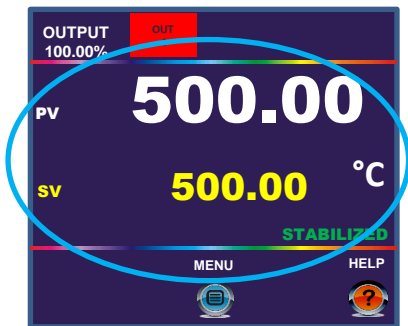 OUTPUT
100.00%
OUT
PV 500.00
°C
SV 500.00
STABILIZED
MENU
HELP
?